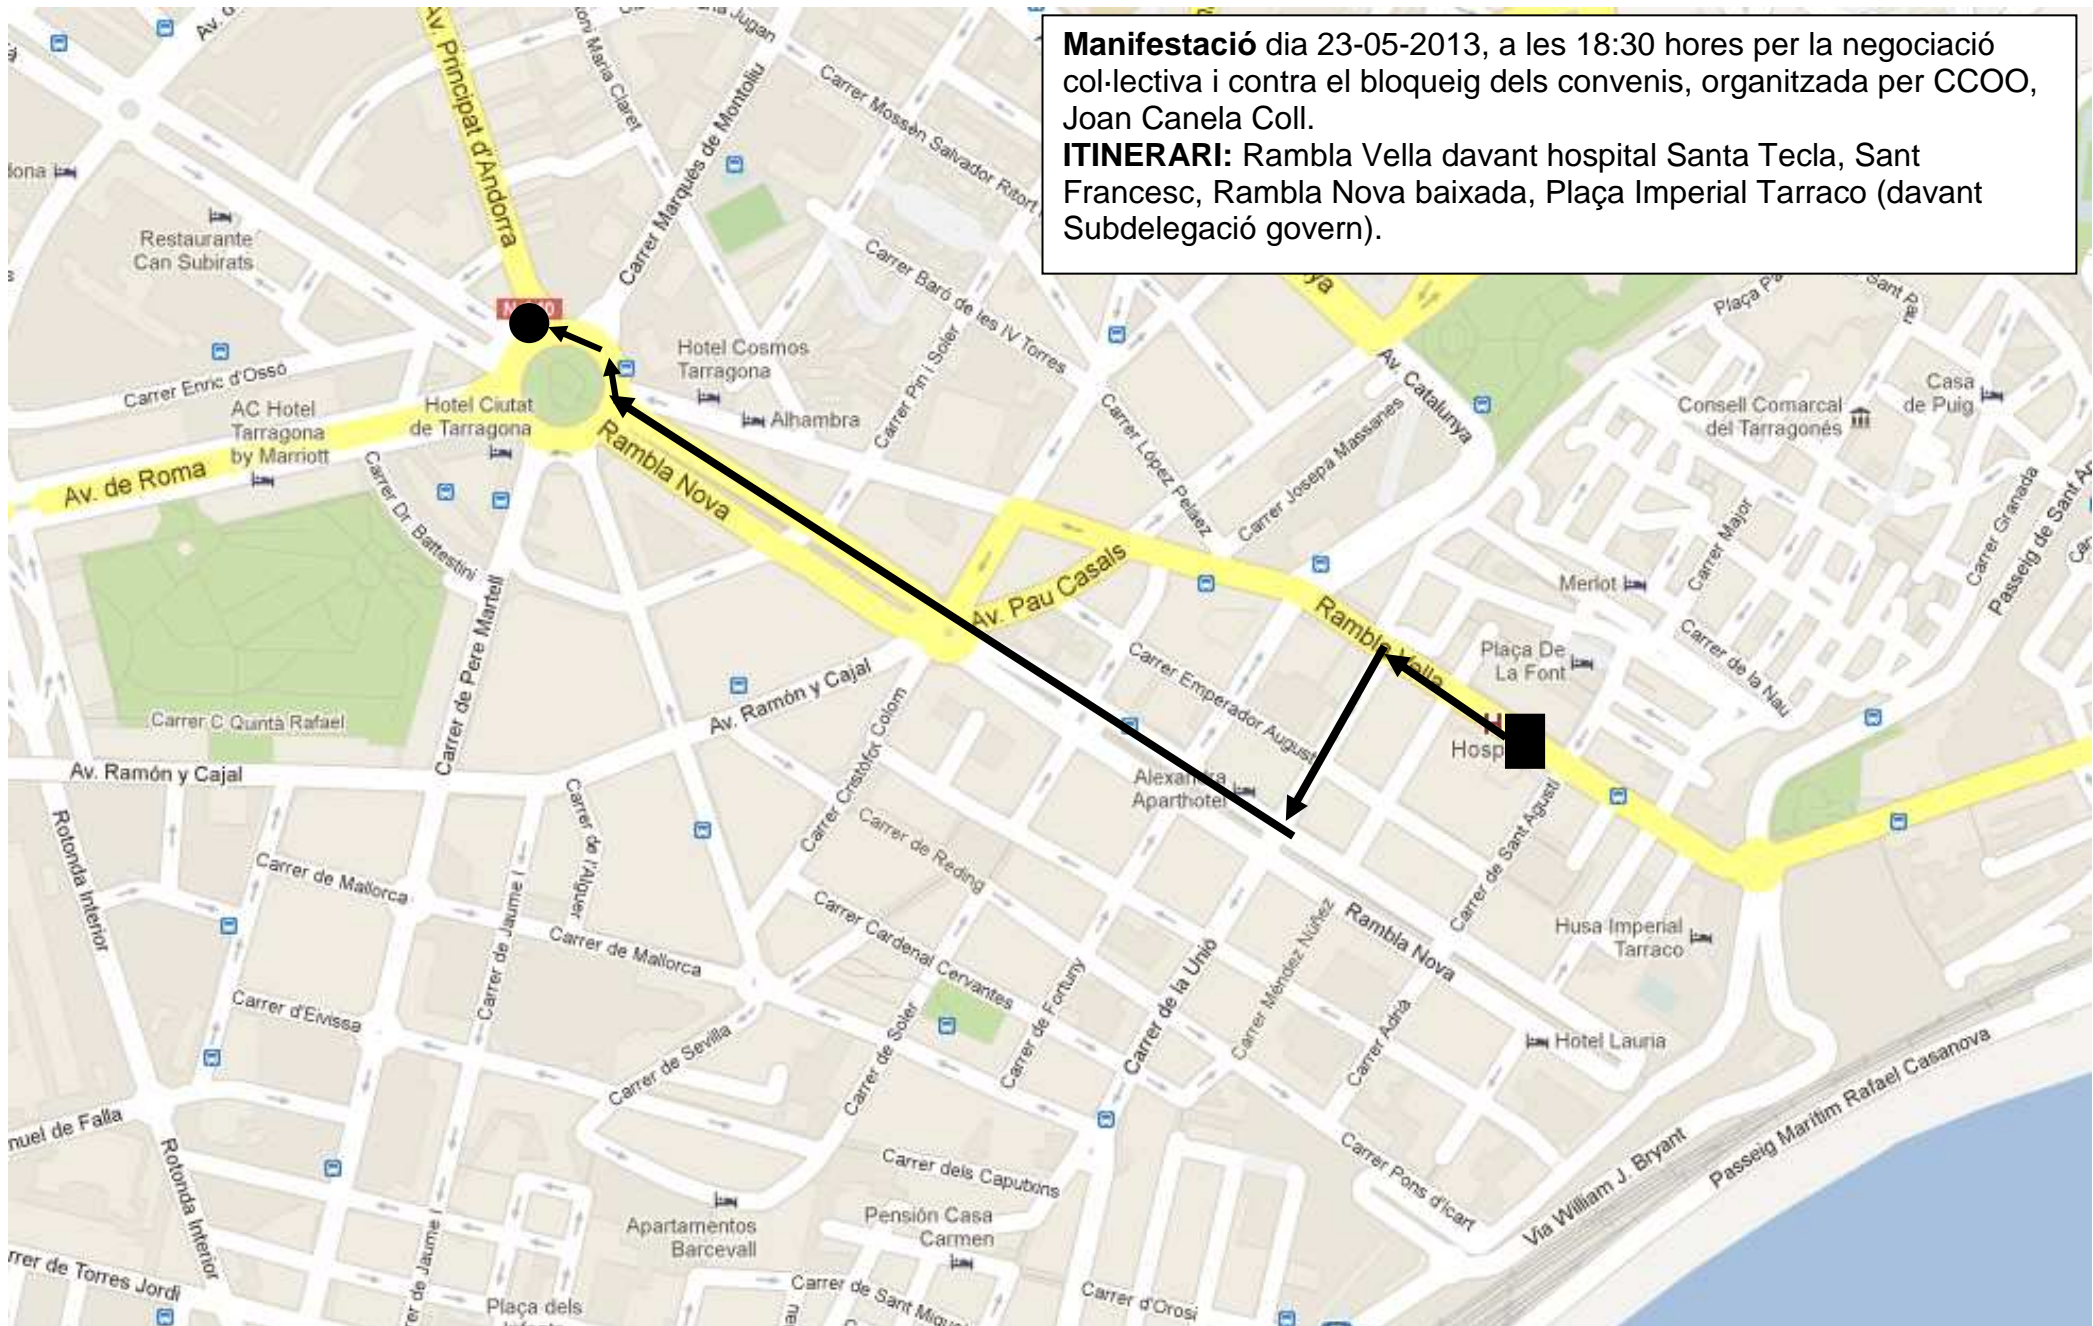 Manifestació dia 23-05-2013, a les 18:30 hores per la negociació
col·lectiva i contra el bloqueig dels convenis, organitzada per CCOO,
Joan Canela Coll.
ITINERARI: Rambla Vella davant hospital Santa Tecla, Sant
Francesc, Rambla Nova baixada, Plaça Imperial Tarraco (davant
Subdelegació govern).
Av. Principat d'Andorra
Carrer Marquès de Montoliu
Carrer Mossèn Salvador Ritort
Restaurante
Can Subirats
Carrer Baró de les IV Torres
Plaça
Sant Pau
Hotel Cosmos
Tarragona
Carrer Pin i Soler
Av. Catalunya
Carrer Enric d'Ossó
AC Hotel
Tarragona
by Marriott
Hotel Ciutat
de Tarragona
Alhambra
Casa
de Puig
Consell Comarcal
del Tarragonés
Av. de Roma
Rambla Nova
Carrer López Peláez
Carrer Josepa Massanes
Carrer Dr. Battestini
Carrer Major
Carrer Granada
Passeig de Sant
Av. Pau Casals
Merlot
Rambla Vella
Carrer de Pere Martell
Plaça De
La Font
Carrer de la Nau
Carrer Emperador August
Av. Ramón y Cajal
Carrer C Quintà Rafael
Hosp
Av. Ramón y Cajal
Carrer Cristòfor Colom
Alexandra
Aparthotel
Carrer de Sant Agustí
Rotonda Interior
Carrer de l'Alguer
Carrer de Reding
Carrer de Mallorca
Carrer de Jaume I
Carrer de Mallorca
Carrer Cardenal Cervantes
Rambla Nova
Husa Imperial
Tarraco
Carrer Méndez Núñez
Carrer de la Unió
Carrer de Fortuny
Carrer Adrià
Carrer d'Eivissa
Carrer de Sevilla
Carrer de Soler
Hotel Lauria
Passeig Marítim Rafael Casanova
Rotonda Interior
Carrer dels Caputxins
Carrer Pons d'Icart
Via William J. Bryant
Apartamentos
Barcevall
Pensión Casa
Carmen
Plaça dels
Carrer de Sant
Carrer d'Orosi